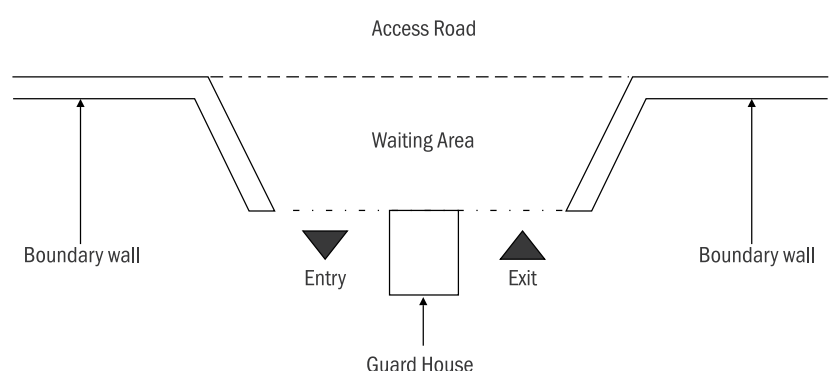 Access Road
Waiting Area
Boundary wall
Entry
Exit
Boundary wall
Guard House